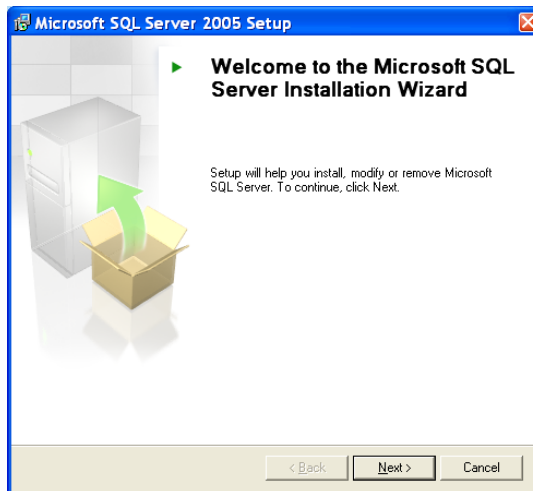 Microsoft SQL Server 2005 Setup
Welcome to the Microsoft SQL
Server Installation Wizard
Setup will help you install, modify or remove Microsoft
SQL Server. To continue, click Next.
< Back
Next >
Cancel